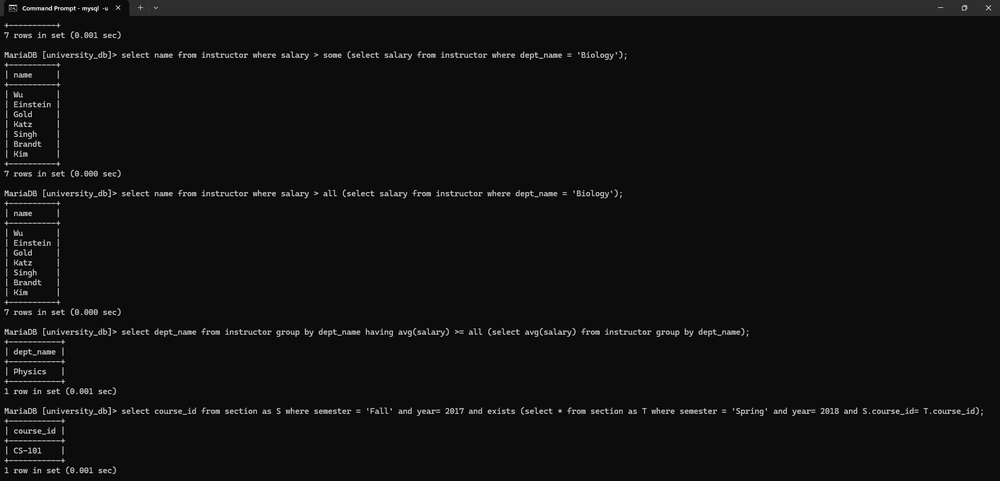 Command Prompt - mysql -u
+----------+
7 rows in set (0.001 sec)
MariaDB [university_db]> select name from instructor where salary > some (select salary from instructor where dept_name = 'Biology');
+----------+
| name     |
+----------+
| Wu       |
| Einstein |
| Gold     |
| Katz     |
| Singh    |
| Brandt   |
| Kim      |
+----------+
7 rows in set (0.000 sec)
MariaDB [university_db]> select name from instructor where salary > all (select salary from instructor where dept_name = 'Biology');
+----------+
| name     |
+----------+
| Wu       |
| Einstein |
| Gold     |
| Katz     |
| Singh    |
| Brandt   |
| Kim      |
+----------+
7 rows in set (0.000 sec)
MariaDB [university_db]> select dept_name from instructor group by dept_name having avg(salary) >= all (select avg(salary) from instructor group by dept_name);
+-----------+
| dept_name |
+-----------+
| Physics   |
+-----------+
1 row in set (0.001 sec)
MariaDB [university_db]> select course_id from section as S where semester = 'Fall' and year= 2017 and exists (select * from section as T where semester = 'Spring' and year= 2018 and S.course_id= T.course_id);
+-----------+
| course_id |
+-----------+
| CS-101    |
+-----------+
1 row in set (0.001 sec)